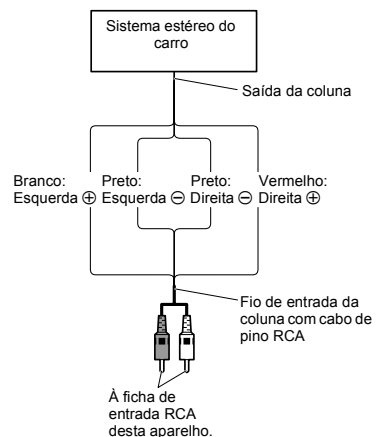 Sistema estéreo do
carro
Saída da coluna
Branco: Preto: Preto: Vermelho:
Esquerda ⊕ Esquerda ⊖ Direita ⊖ Direita ⊕
Fio de entrada da
coluna com cabo de
pino RCA
À ficha de
entrada RCA
desta aparelho.